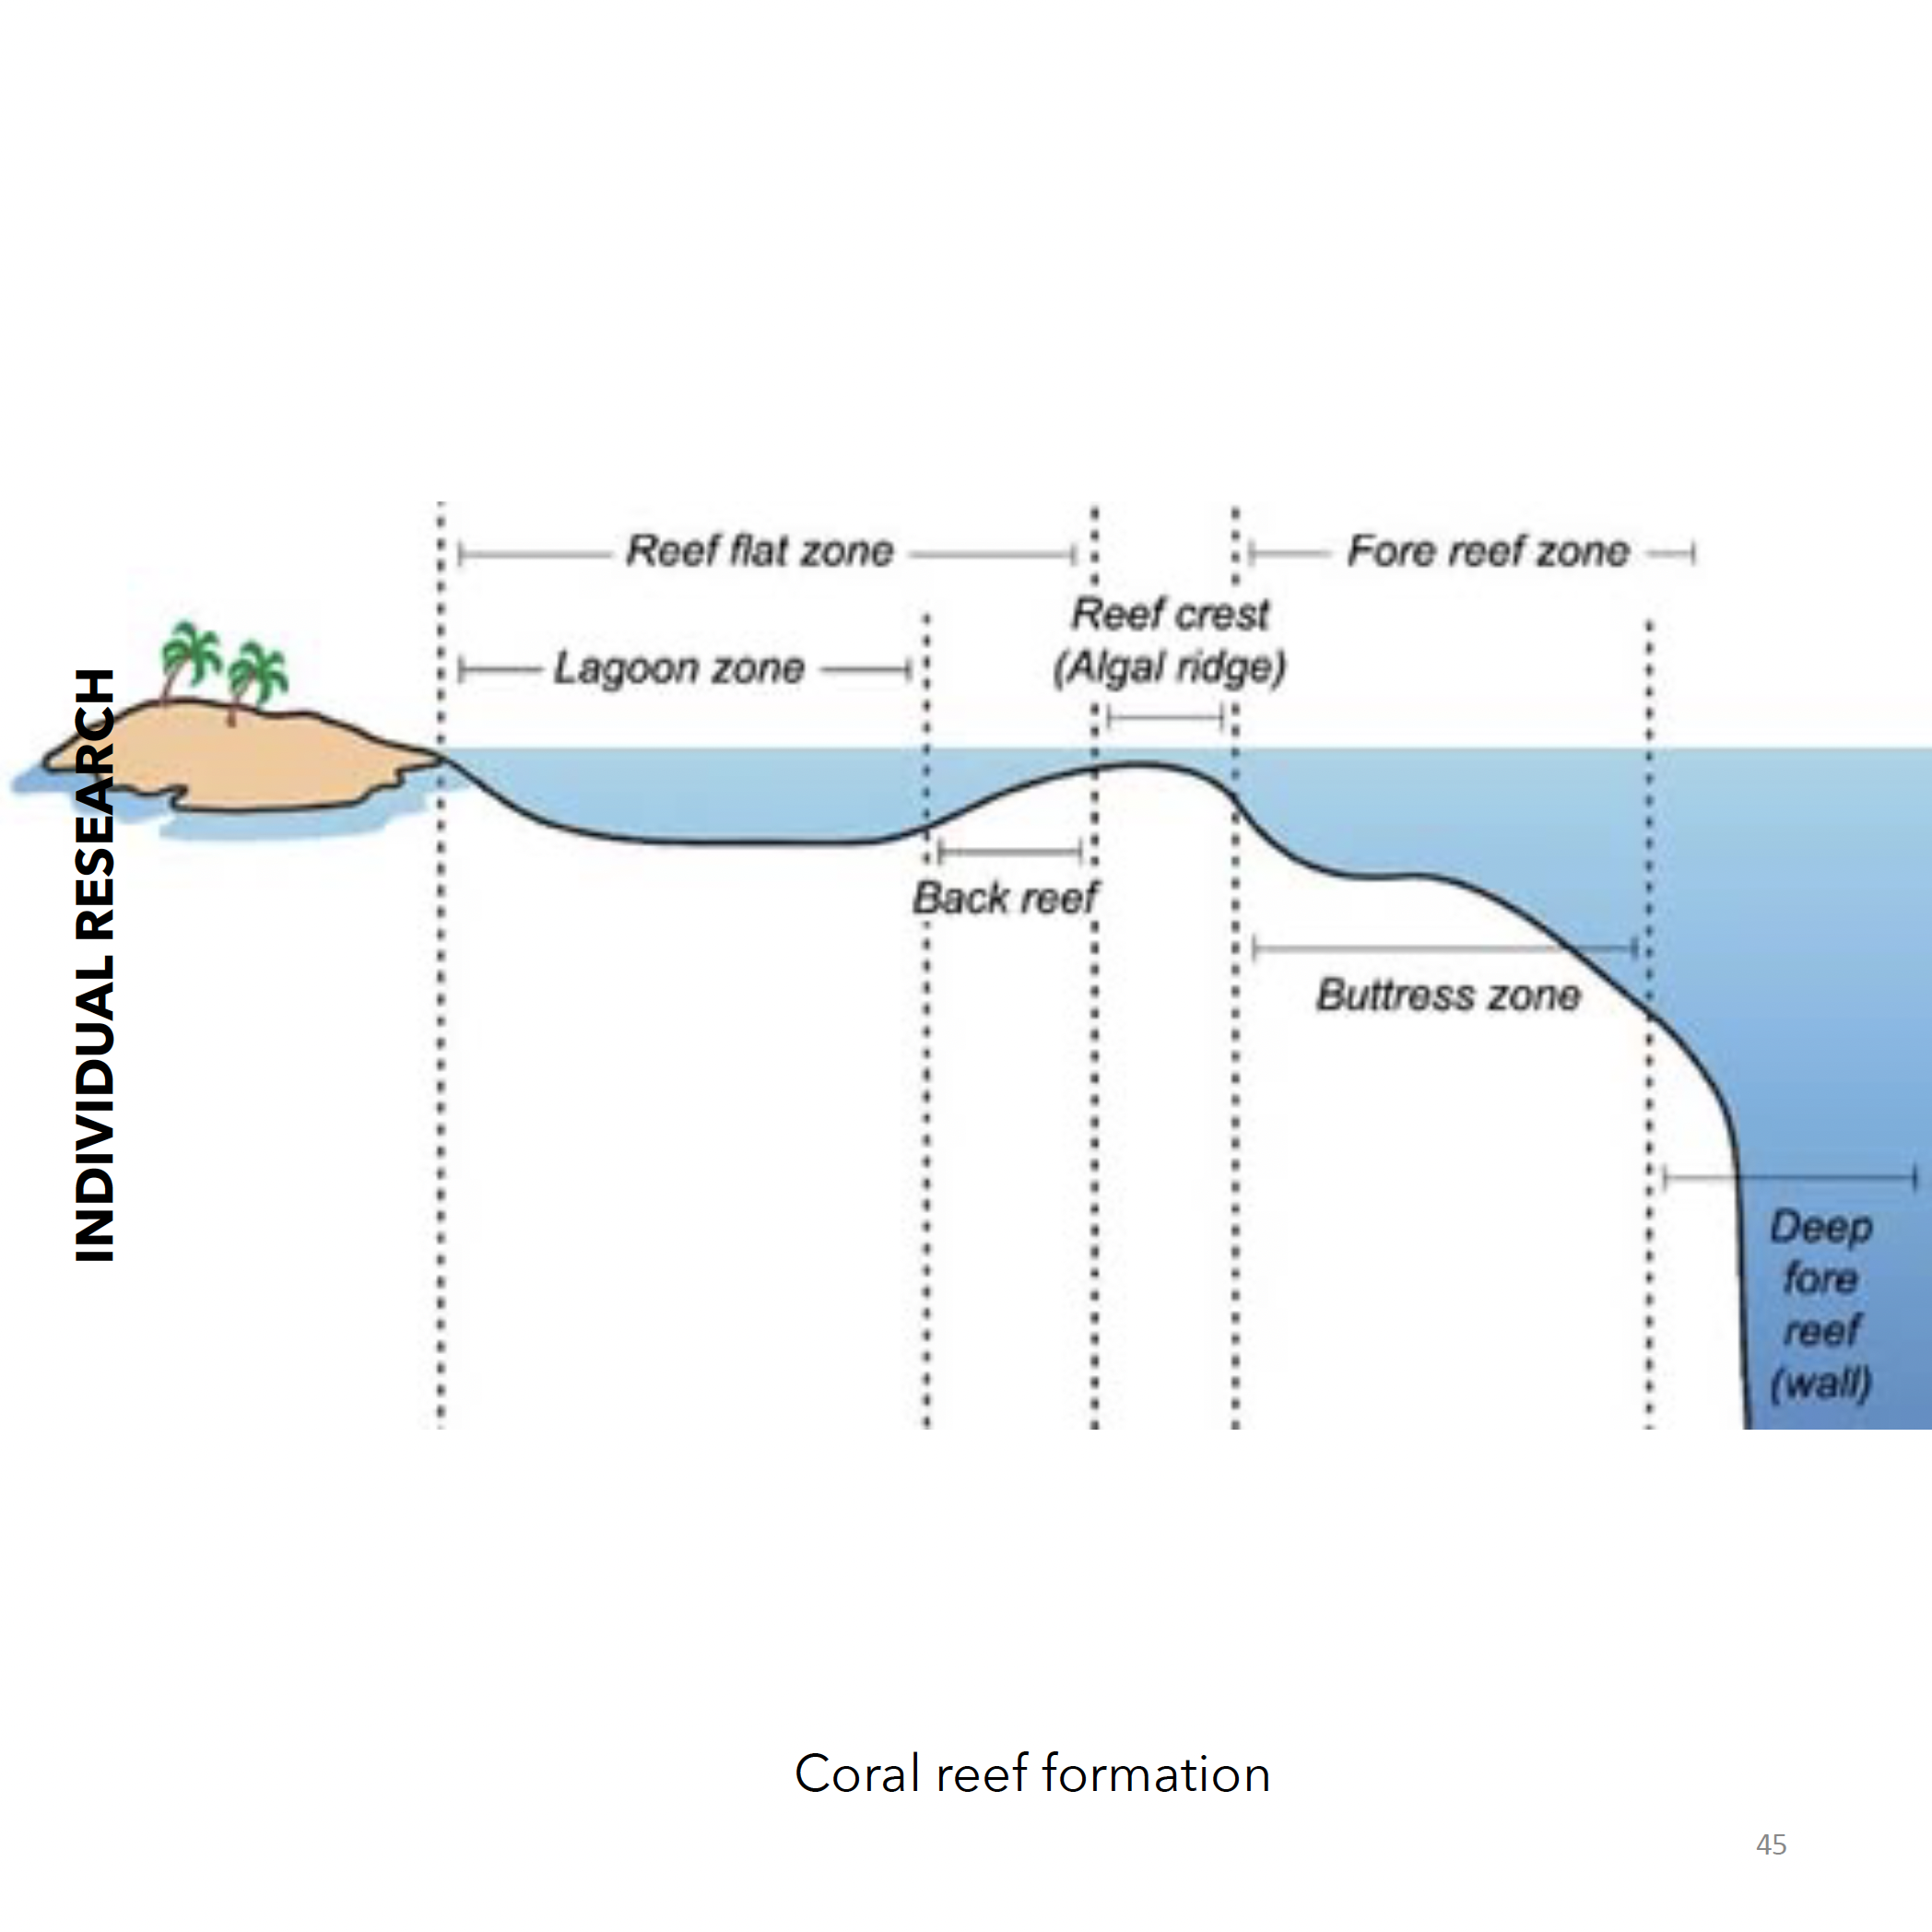 INDIVIDUAL RESEARCH
Reef flat zone
Fore reef zone
Reef crest
(Algal ridge)
Lagoon zone
Back reef
Buttress zone
Deep
fore
reef
(wall)
Coral reef formation
45